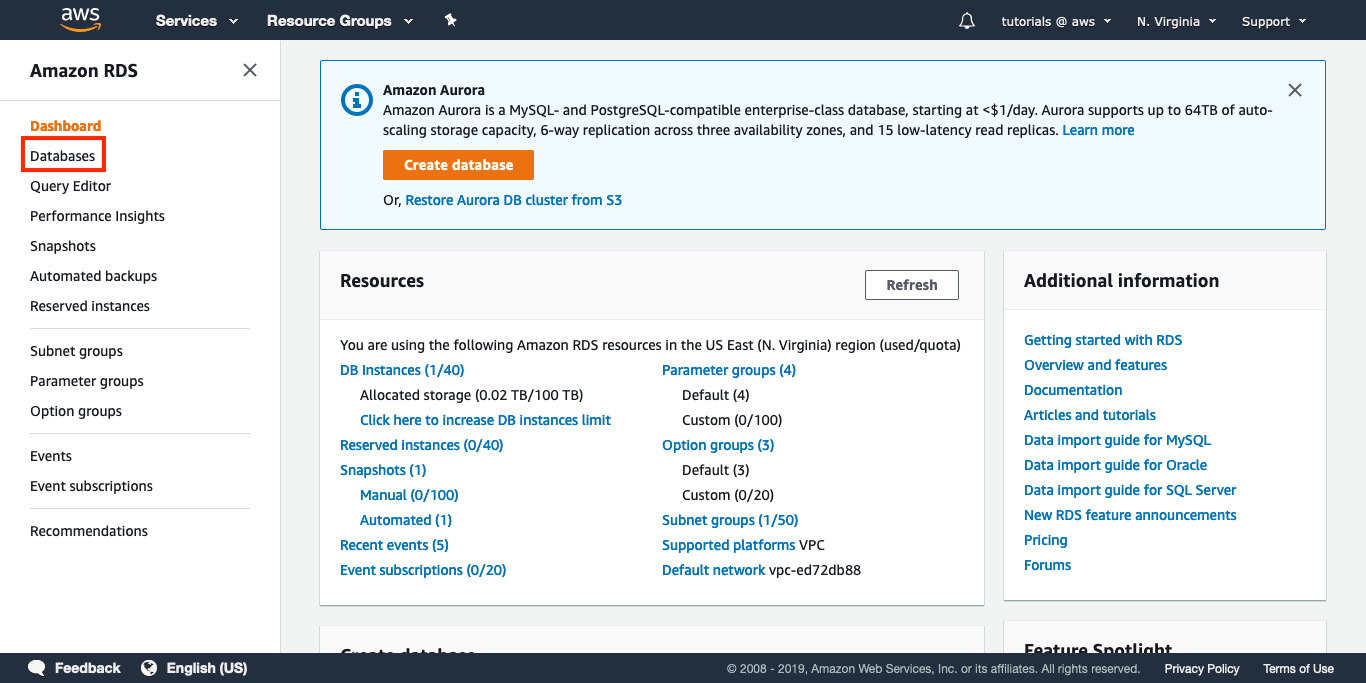 aws
Services
Resource Groups
tutorials @ aws
N. Virginia
Support
Amazon RDS
Dashboard
Databases
Query Editor
Performance Insights
Snapshots
Automated backups
Reserved instances
Subnet groups
Parameter groups
Option groups
Events
Event subscriptions
Recommendations
Amazon Aurora
Amazon Aurora is a MySQL- and PostgreSQL-compatible enterprise-class database, starting at <$1/day. Aurora supports up to 64TB of auto-
scaling storage capacity, 6-way replication across three availability zones, and 15 low-latency read replicas. Learn more
Create database
Or, Restore Aurora DB cluster from S3
Resources
Refresh
You are using the following Amazon RDS resources in the US East (N. Virginia) region (used/quota)
DB Instances (1/40)
Allocated storage (0.02 TB/100 TB)
Click here to increase DB instances limit
Reserved instances (0/40)
Snapshots (1)
Manual (0/100)
Automated (1)
Recent events (5)
Event subscriptions (0/20)
Parameter groups (4)
Default (4)
Custom (0/100)
Option groups (3)
Default (3)
Custom (0/20)
Subnet groups (1/50)
Supported platforms VPC
Default network vpc-ed72db88
Additional information
Getting started with RDS
Overview and features
Documentation
Articles and tutorials
Data import guide for MySQL
Data import guide for Oracle
Data import guide for SQL Server
New RDS feature announcements
Pricing
Forums
Create database
Feature Spotlight
Feedback
English (US)
© 2008 - 2019, Amazon Web Services, Inc. or its affiliates. All rights reserved.
Privacy Policy
Terms of Use